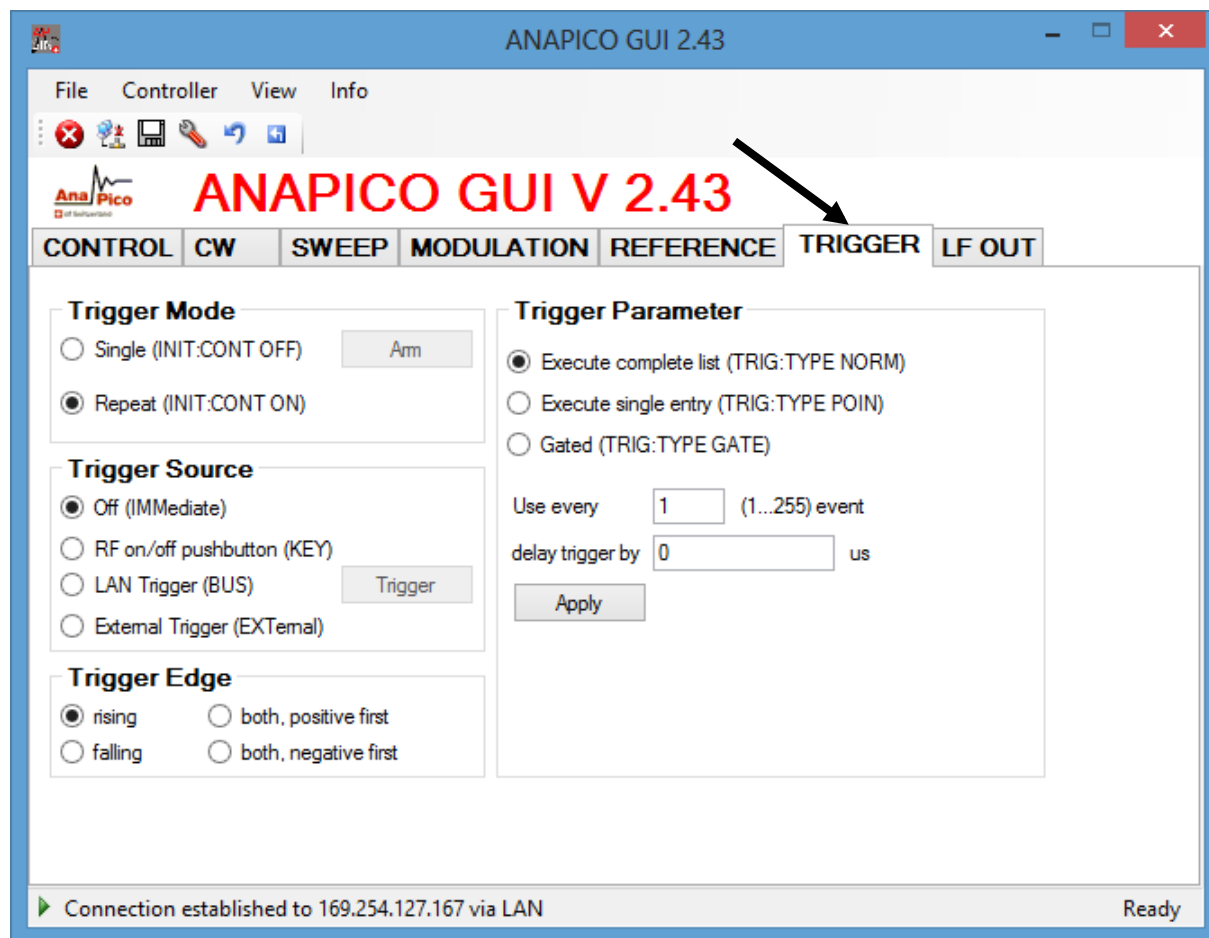 ANAPICO GUI 2.43
File Controller View Info
Ana Pico
ANAPICO GUI V 2.43
CONTROL CW SWEEP MODULATION REFERENCE TRIGGER LF OUT
Trigger Mode
Single (INIT:CONT OFF) Arm
Repeat (INIT:CONT ON)
Trigger Source
Off (IMMediate)
RF on/off pushbutton (KEY)
LAN Trigger (BUS) Trigger
External Trigger (EXTernal)
Trigger Edge
rising both, positive first
falling both, negative first
Trigger Parameter
Execute complete list (TRIG:TYPE NORM)
Execute single entry (TRIG:TYPE POIN)
Gated (TRIG:TYPE GATE)
Use every 1 (1...255) event
delay trigger by 0 us
Apply
Connection established to 169.254.127.167 via LAN Ready